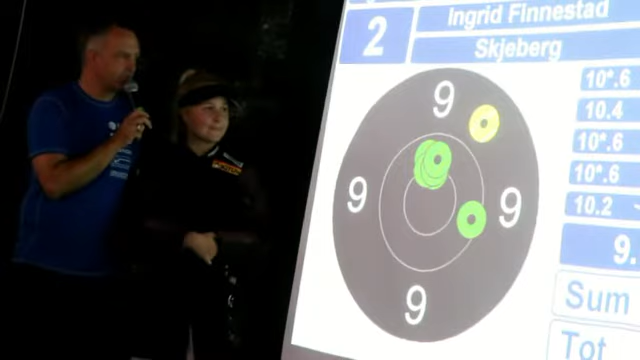 2
Ingrid Finnestad
Skjeberg
9
9
9
9
10*.6
10.4
10*.6
10*.6
10.2
9.
Sum
Tot